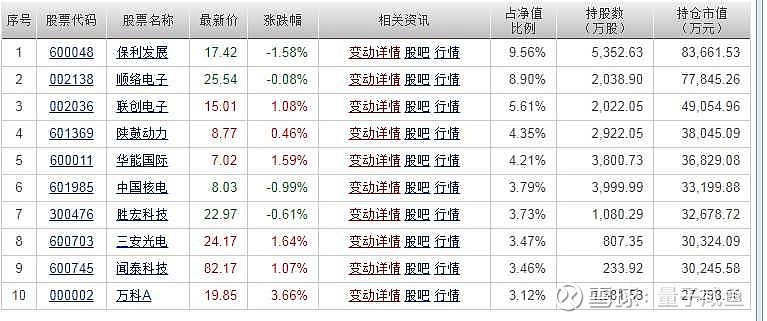 序号 股票代码 股票名称 最新价 涨跌幅 相关资讯 占净值比例 持股数（万股） 持仓市值（万元）
1 600048 保利发展 17.42 -1.58% 变动详情 股吧 行情 9.56% 5,352.63 83,661.53
2 002138 顺络电子 25.54 -0.08% 变动详情 股吧 行情 8.90% 2,038.90 77,845.26
3 002036 联创电子 15.01 1.08% 变动详情 股吧 行情 5.61% 2,022.05 49,054.96
4 601369 陕鼓动力 8.77 0.46% 变动详情 股吧 行情 4.35% 2,922.05 38,045.09
5 600011 华能国际 7.02 1.59% 变动详情 股吧 行情 4.21% 3,800.73 36,829.08
6 601985 中国核电 8.03 -0.99% 变动详情 股吧 行情 3.79% 3,999.99 33,199.88
7 300476 胜宏科技 22.97 -0.61% 变动详情 股吧 行情 3.73% 1,080.29 32,678.72
8 600703 三安光电 24.17 1.64% 变动详情 股吧 行情 3.47% 807.35 30,324.09
9 600745 闻泰科技 82.17 1.07% 变动详情 股吧 行情 3.46% 233.92 30,245.58
10 000002 万科A 19.85 3.66% 变动详情 股吧 行情 3.12%
雪球：量子咸鱼